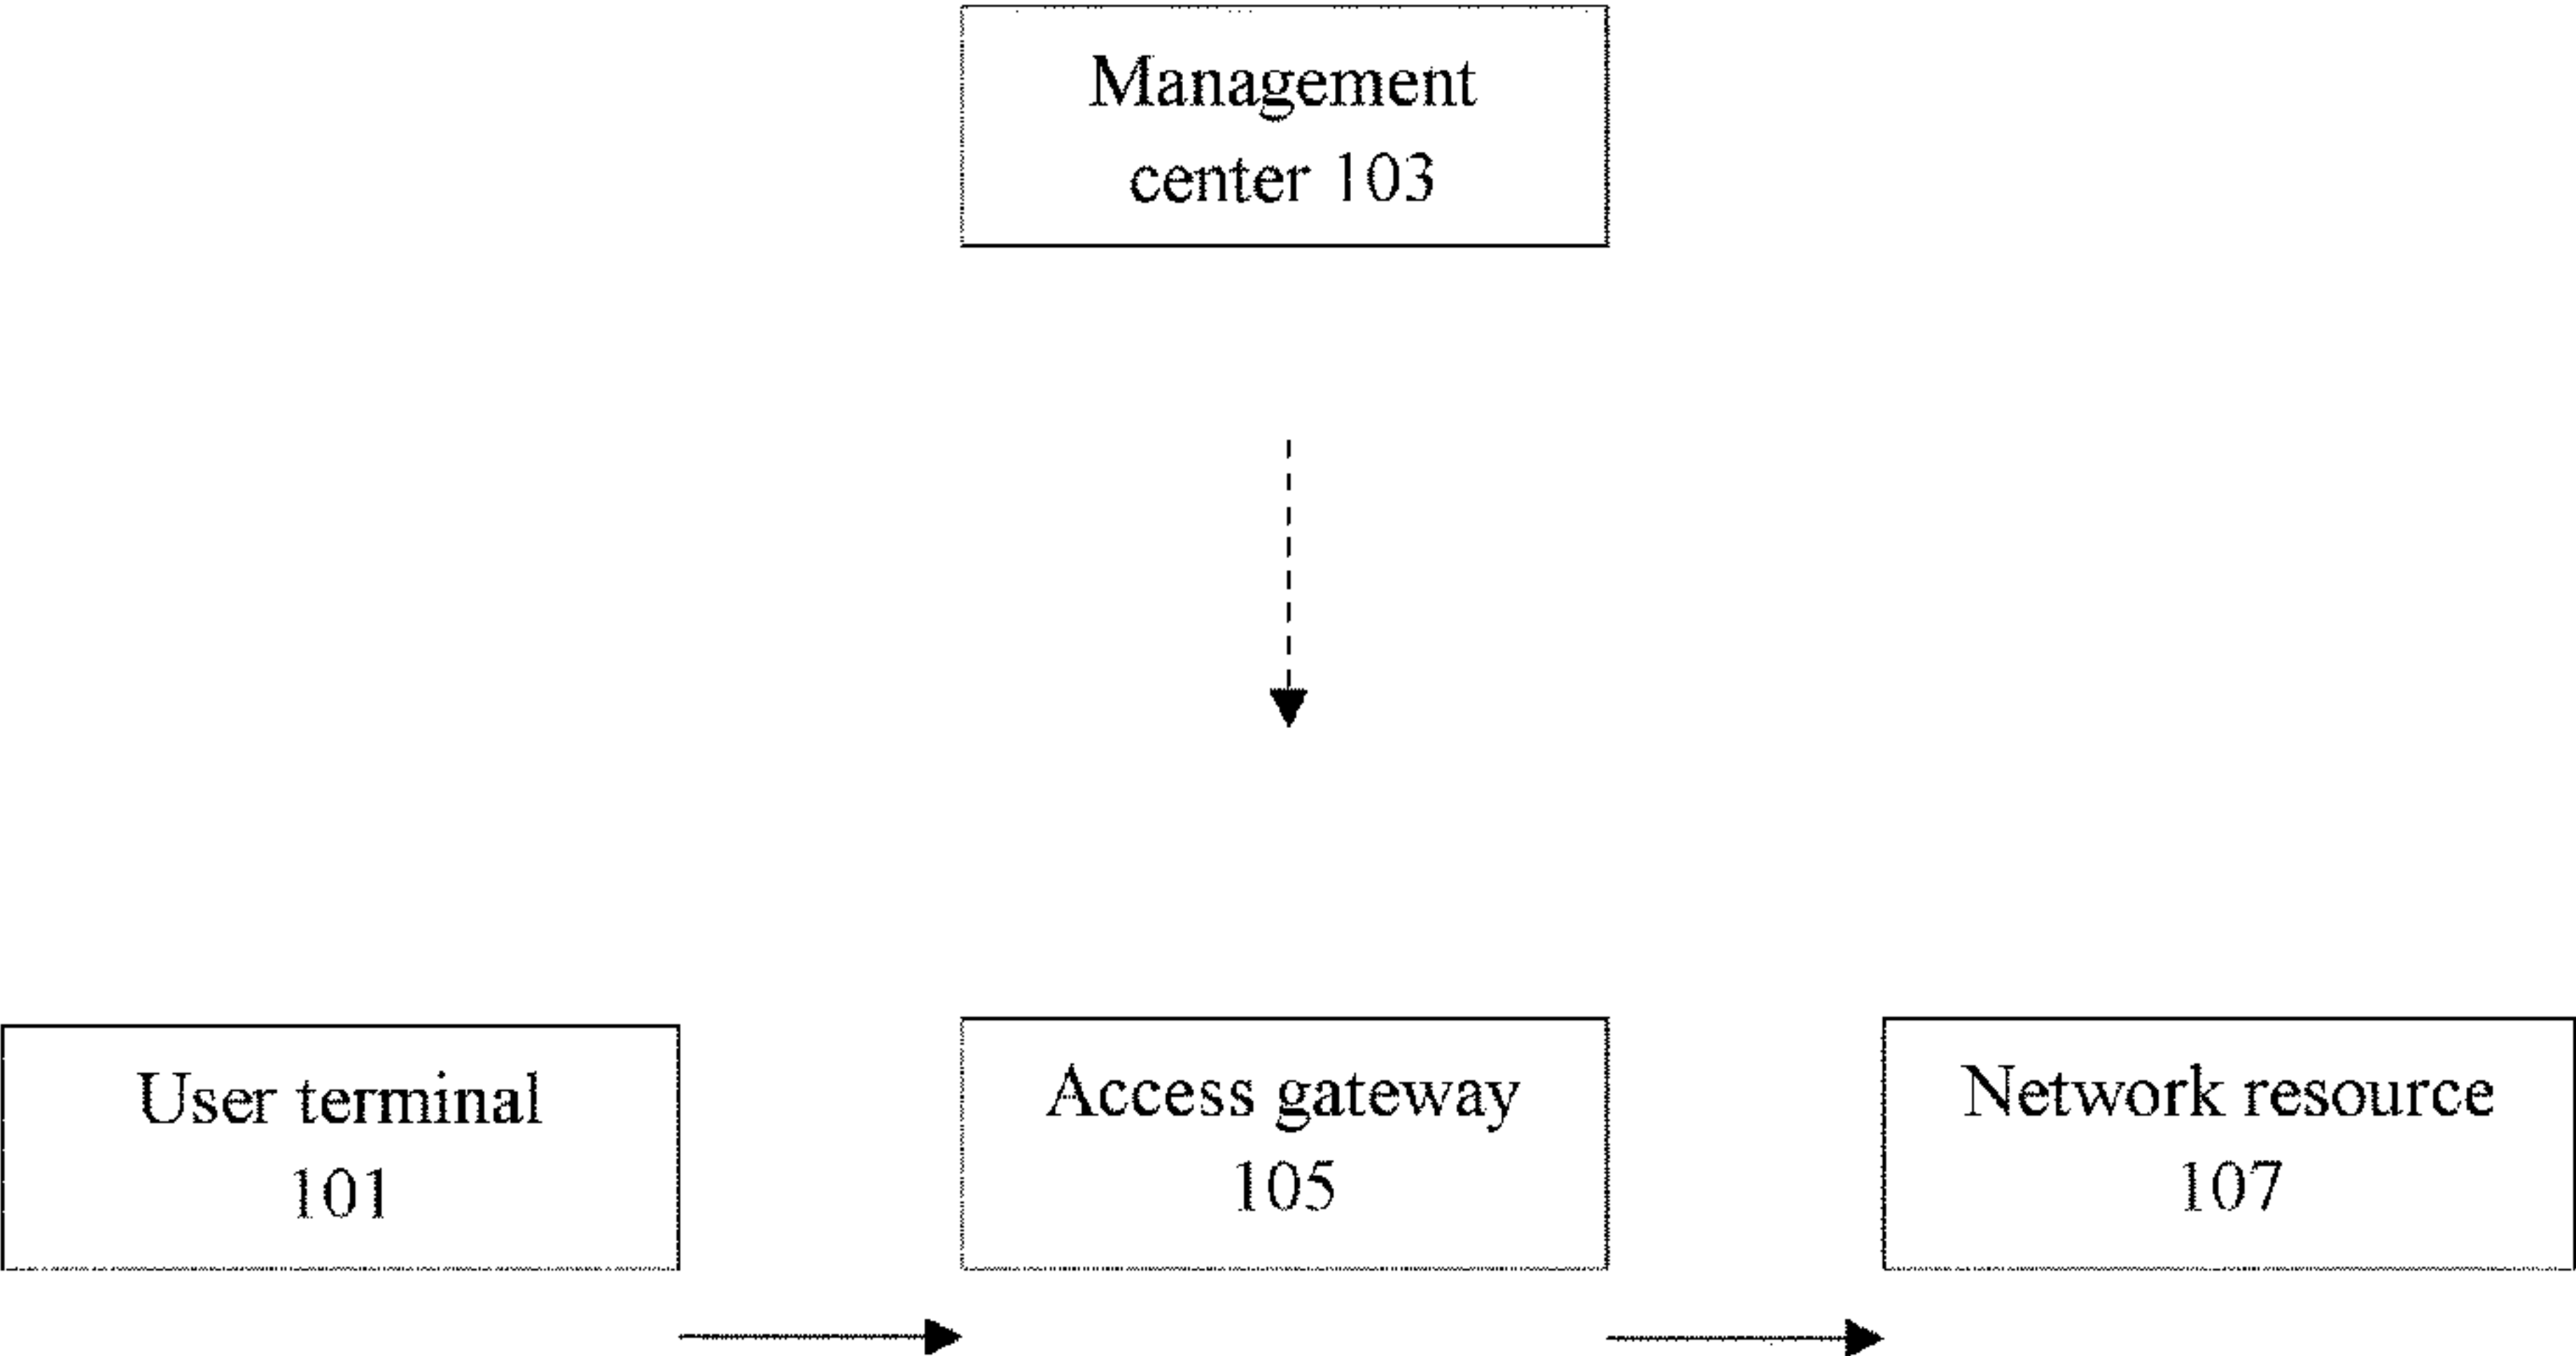 Management
center 103
User terminal
101
Access gateway
105
Network resource
107